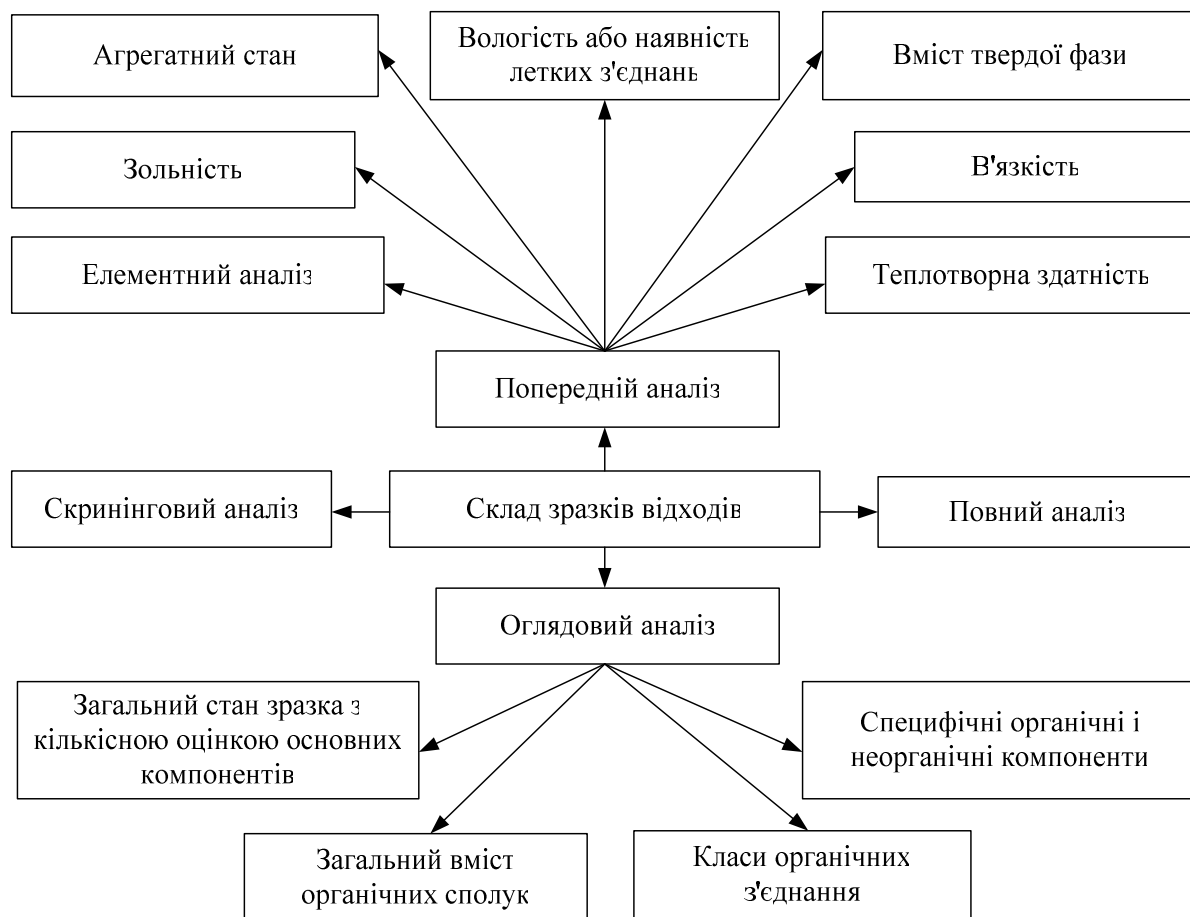 Агрегатний стан
Вологість або наявність
летких з'єднань
Вміст твердої фази
Зольність
В'язкість
Елементний аналіз
Теплотворна здатність
Попередній аналіз
Скринінговий аналіз
Склад зразків відходів
Повний аналіз
Оглядовий аналіз
Загальний стан зразка з
кількісною оцінкою основних
компонентів
Специфічні органічні і
неорганічні компоненти
Загальний вміст
органічних сполук
Класи органічних
з'єднання